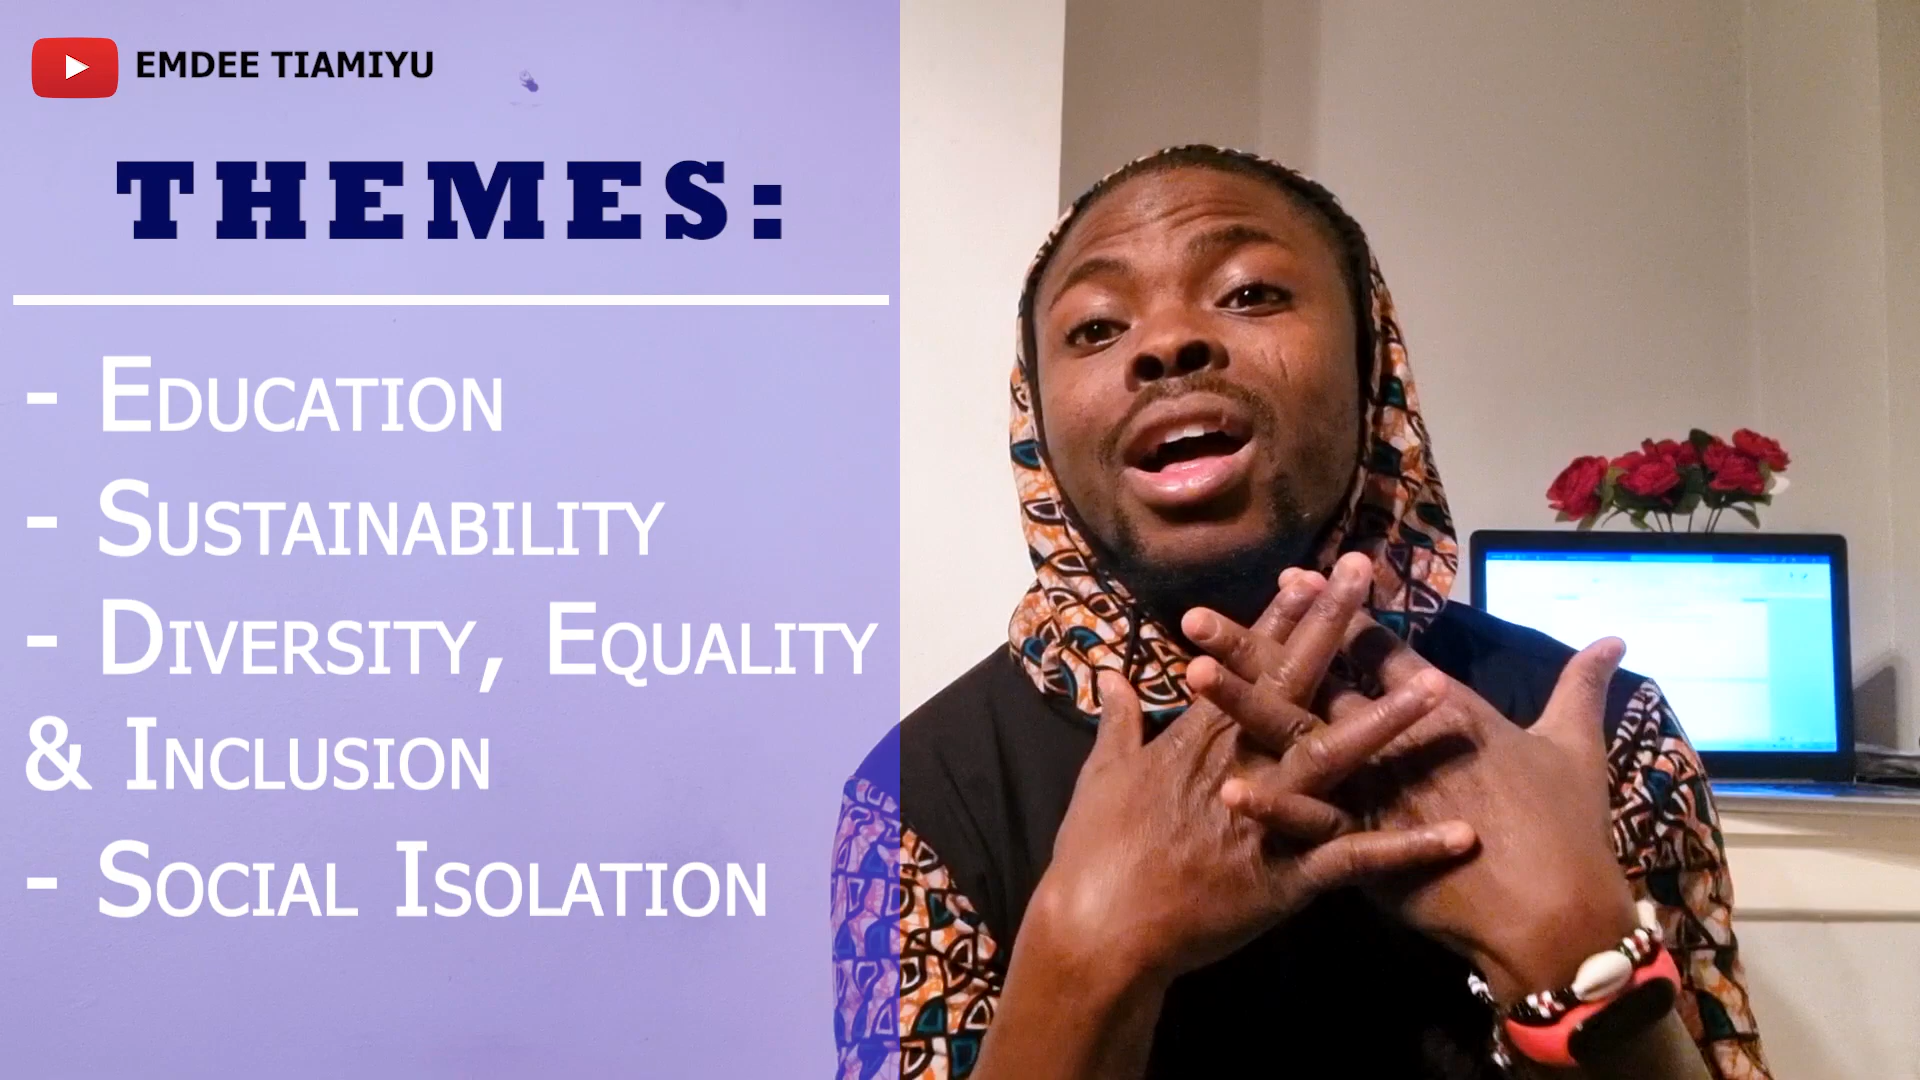 EMDEE TIAMIYU
THEMES:
- EDUCATION
- SUSTAINABILITY
- DIVERSITY, EQUALITY
& INCLUSION
- SOCIAL ISOLATION